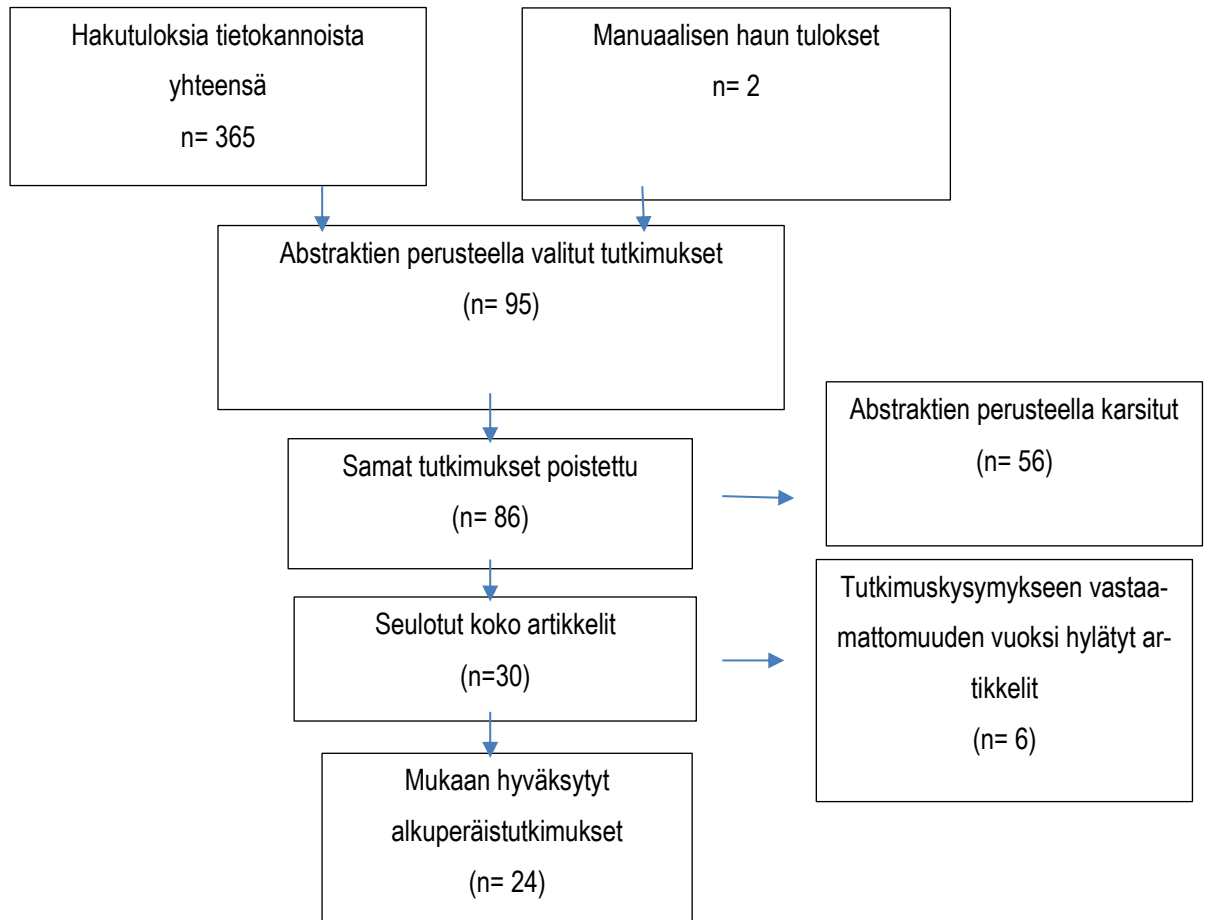 Hakutuloksia tietokannoista
yhteensä
n= 365
Manuaalisen haun tulokset
n= 2
Abstraktien perusteella valitut tutkimukset
(n= 95)
Samat tutkimukset poistettu
(n= 86)
Abstraktien perusteella karsitut
(n= 56)
Seulotut koko artikkelit
(n=30)
Tutkimuskysymykseen vastaa-
mattomuuden vuoksi hylätyt ar-
tikkelit
(n= 6)
Mukaan hyväksytyt
alkuperäistutkimukset
(n= 24)